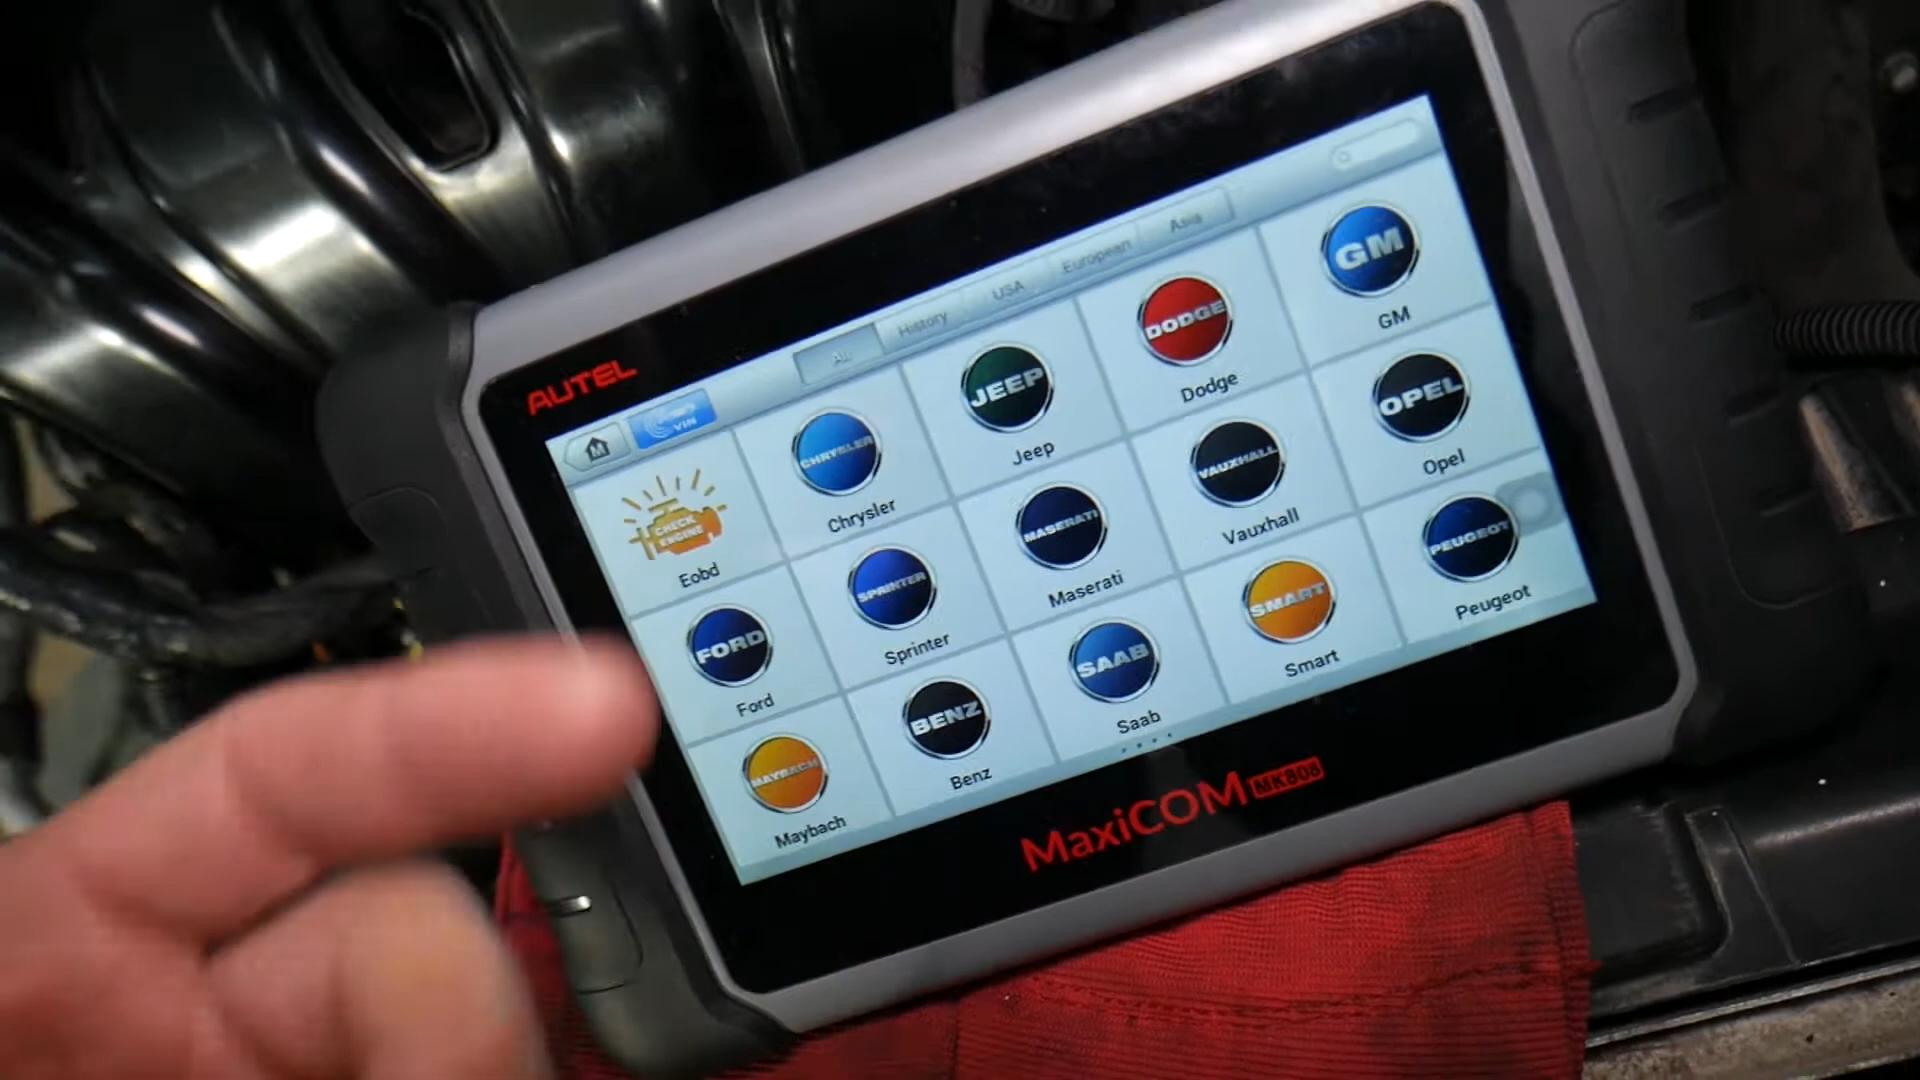 AUTEL
VIN
All
History
USA
European
Asia
CHECK ENGINE
Eobd
CHRYSLER
Chrysler
JEEP
Jeep
DODGE
Dodge
GM
GM
FORD
Ford
SPRINTER
Sprinter
MASERATI
Maserati
VAUXHALL
Vauxhall
OPEL
Opel
MAYBACH
Maybach
BENZ
Benz
SAAB
Saab
SMART
Smart
PEUGEOT
Peugeot
MaxiCOM MK808